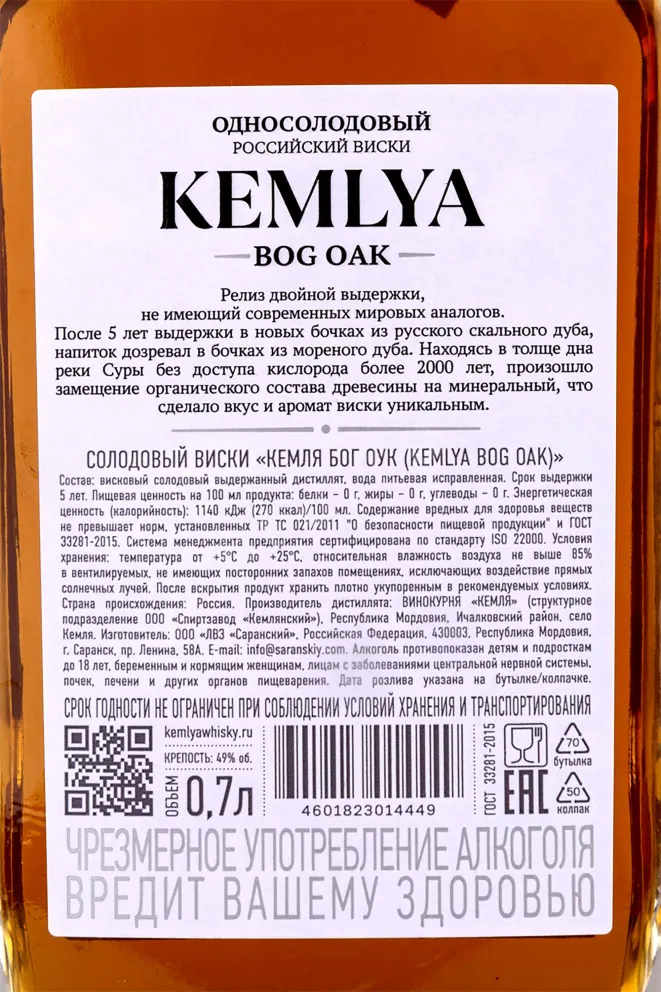 ОДНОСОЛОДОВЫЙ
РОССИЙСКИЙ ВИСКИ
KEMLYA
BOG OAK
Релиз двойной выдержки,
не имеющий современных мировых аналогов.
После 5 лет выдержки в новых бочках из русского скального дуба,
напиток дозревал в бочках из мореного дуба. Находясь в толще дна
реки Суры без доступа кислорода более 2000 лет, произошло
замещение органического состава древесины на минеральный, что
сделало вкус и аромат виски уникальным.
СОЛОДОВЫЙ ВИСКИ «КЕМЛЯ БОГ ОУК (KEMLYA BOG OAK)»
Состав: висковый солодовый выдержанный дистиллят, вода питьевая исправленная. Срок выдержки
5 лет. Пищевая ценность на 100 мл продукта: белки – 0 г, жиры – 0 г, углеводы – 0 г. Энергетическая
ценность (калорийность): 1140 кДж (270 ккал)/100 мл. Содержание вредных для здоровья веществ
не превышает норм, установленных ТР ТС 021/2011 "О безопасности пищевой продукции" и ГОСТ
33281-2015. Система менеджмента предприятия сертифицирована по стандарту ISO 22000. Условия
хранения: температура от +5°С до +25°С, относительная влажность воздуха не выше 85%
в вентилируемых, не имеющих посторонних запахов помещениях, исключающих воздействие прямых
солнечных лучей. После вскрытия продукт хранить плотно укупоренным в рекомендуемых условиях.
Страна происхождения: Россия. Производитель дистиллята: ВИНОКУРНЯ «КЕМЛЯ» (структурное
подразделение ООО «Спиртзавод «Кемлянский»), Республика Мордовия, Ичалковский район, село
Кемля. Изготовитель: ООО «ЛВЗ «Саранский», Российская Федерация, 430003, Республика Мордовия,
г. Саранск, пр. Ленина, 58А. E-mail: info@saranskiy.com. Алкоголь противопоказан детям и подросткам
до 18 лет, беременным и кормящим женщинам, лицам с заболеваниями центральной нервной системы,
почек, печени и других органов пищеварения. Дата розлива указана на бутылке/колпачке.
СРОК ГОДНОСТИ НЕ ОГРАНИЧЕН ПРИ СОБЛЮДЕНИИ УСЛОВИЙ ХРАНЕНИЯ И ТРАНСПОРТИРОВАНИЯ
kemlyawhisky.ru
КРЕПОСТЬ: 49% об.
ОБЪЕМ
0,7л
4601823014449
ГОСТ 33281-2015
EAC
70
бутылка
50
колпак
ЧРЕЗМЕРНОЕ УПОТРЕБЛЕНИЕ АЛКОГОЛЯ
ВРЕДИТ ВАШЕМУ ЗДОРОВЬЮ